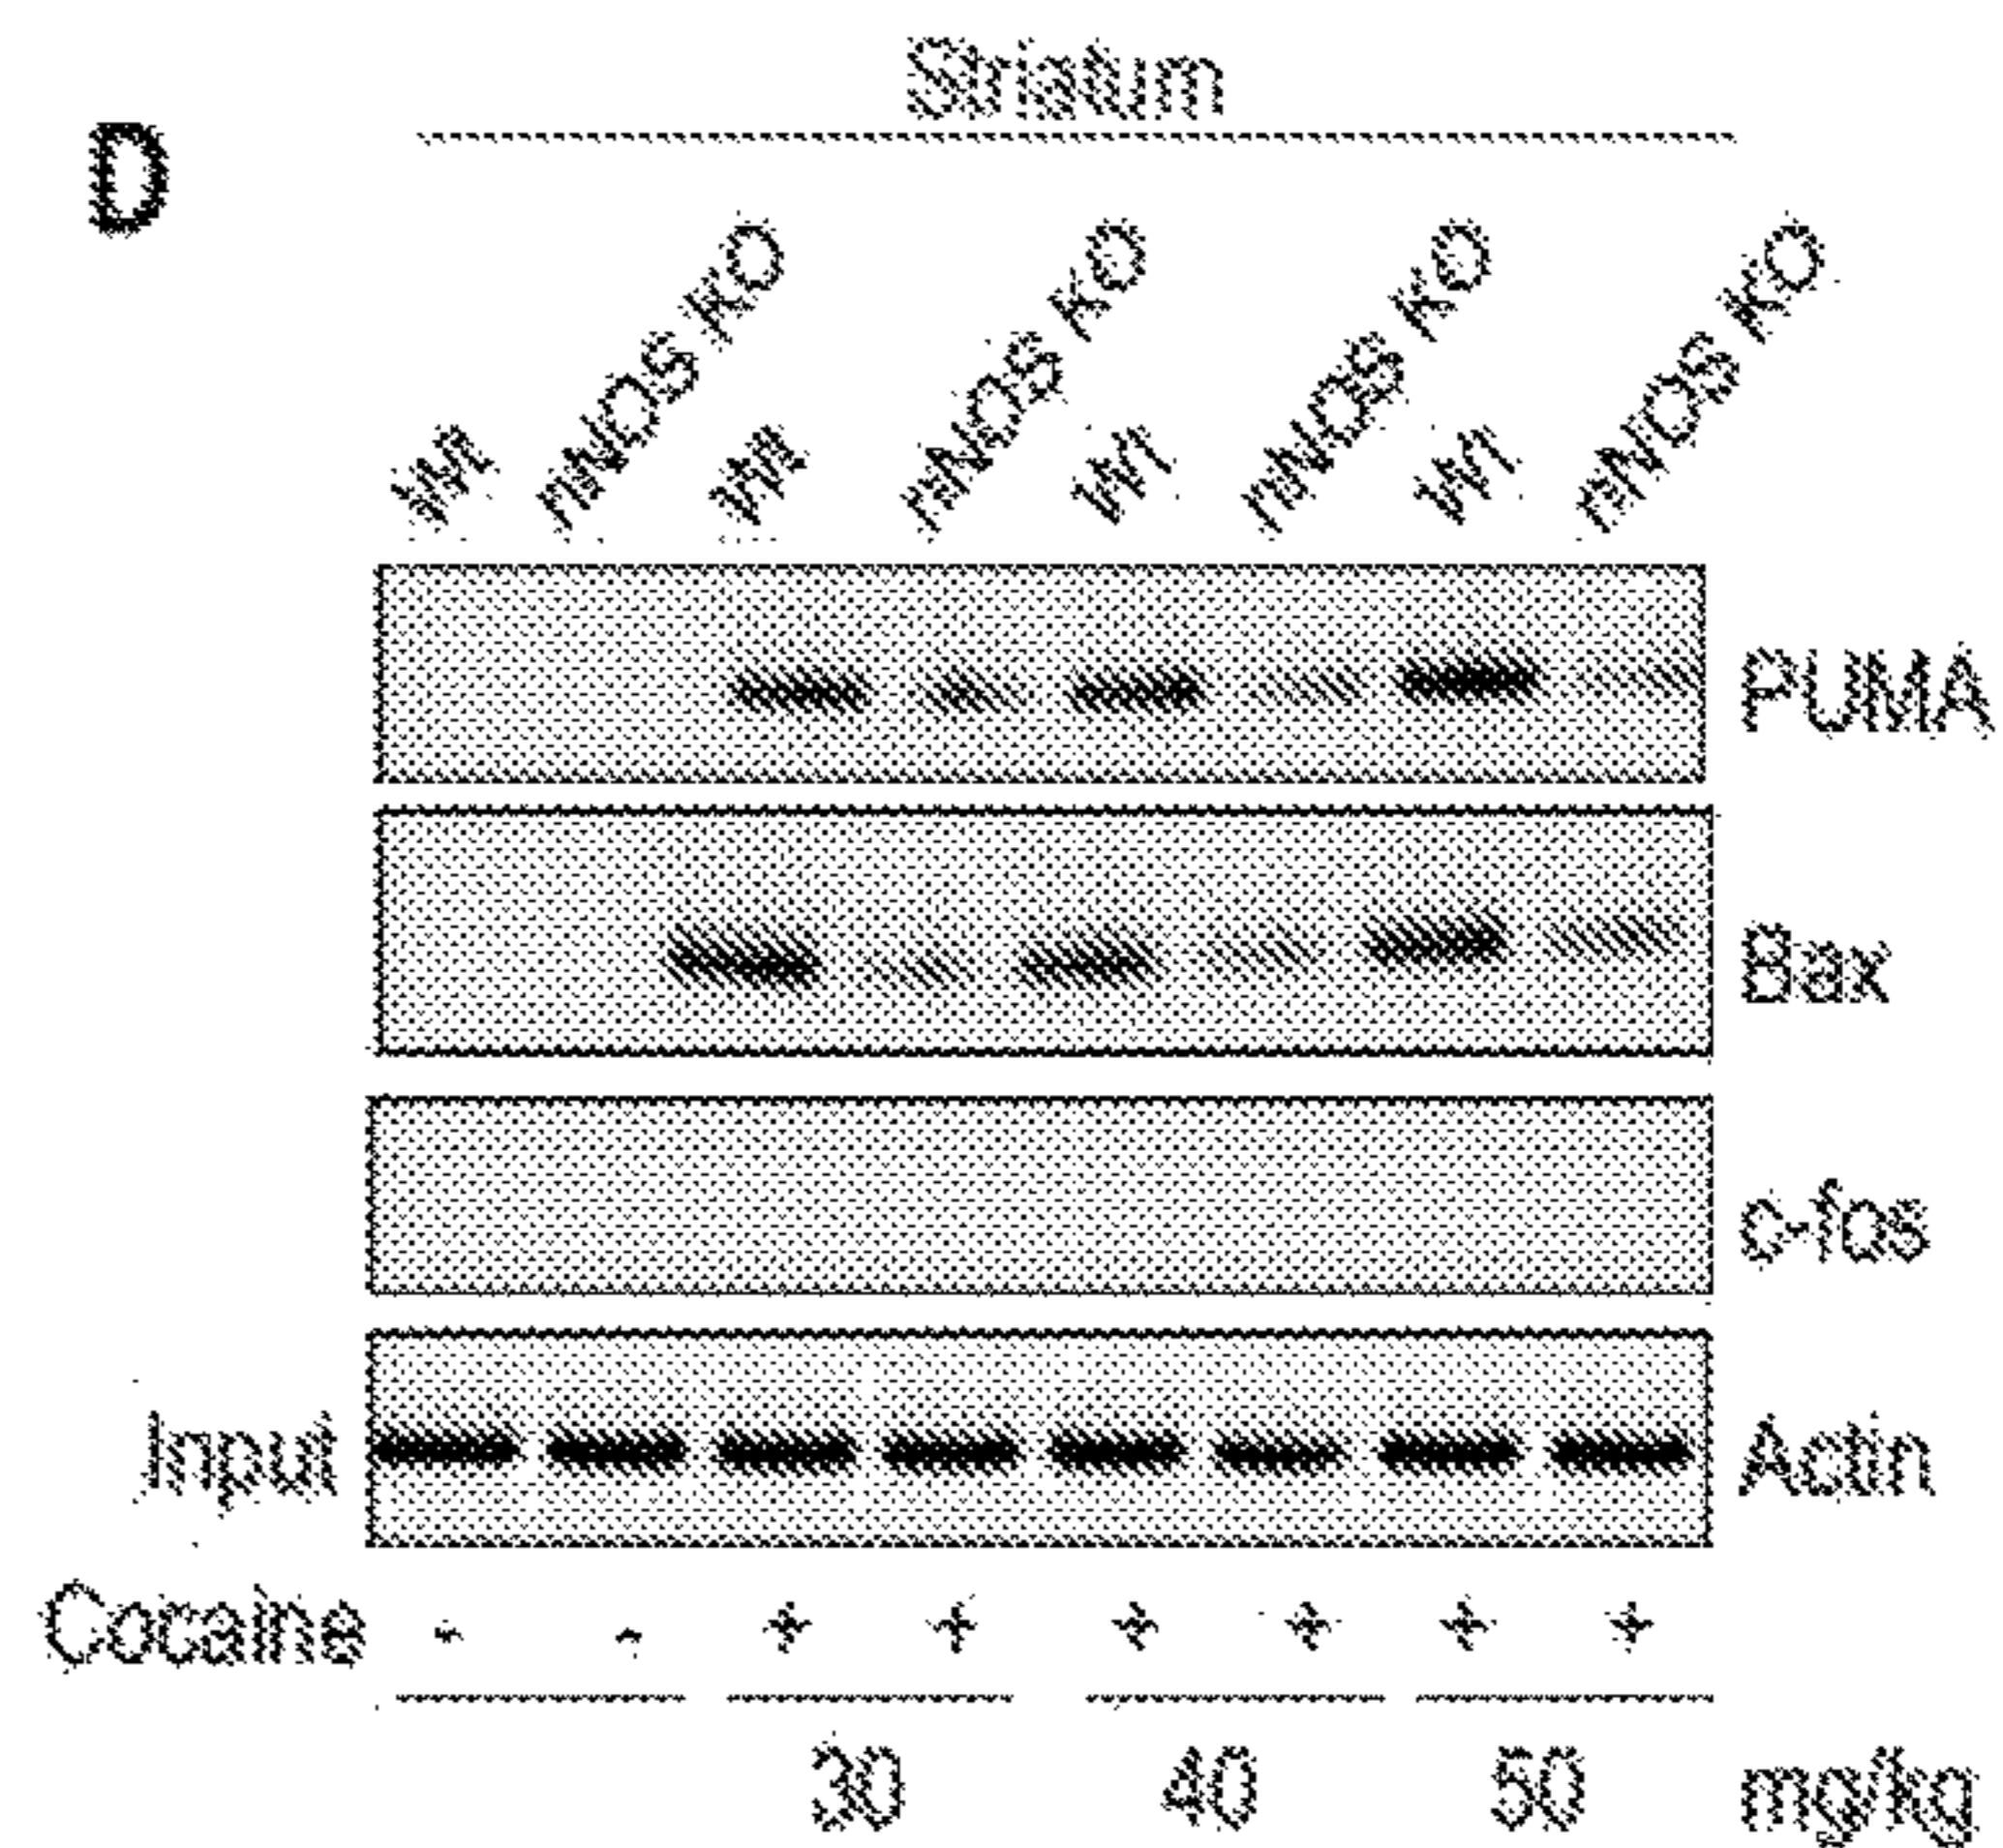 D
Striatum
Wt nNOS KO Wt nNOS KO Wt nNOS KO Wt nNOS KO
PUMA
Bax
c-fos
Input Actin
Cocaine - - + + + + + +
30 40 50 mg/kg